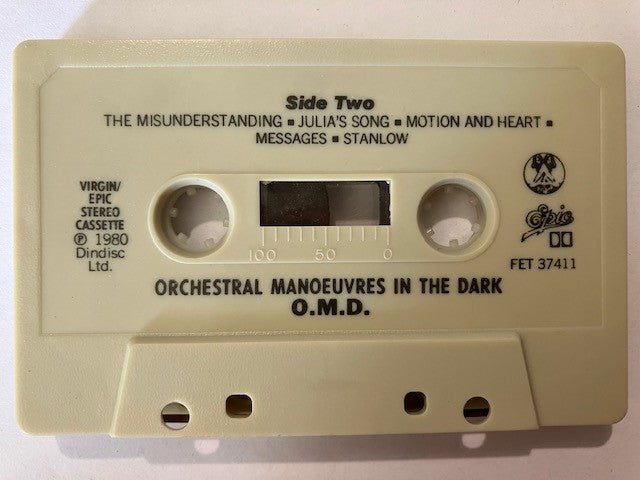 Side Two
THE MISUNDERSTANDING ▪ JULIA'S SONG ▪ MOTION AND HEART ▪
MESSAGES ▪ STANLOW
VIRGIN/
EPIC
STEREO
CASSETTE
℗ 1980
Dindisc
Ltd.
Epic
FET 37411
100 50 0
ORCHESTRAL MANOEUVRES IN THE DARK
O.M.D.